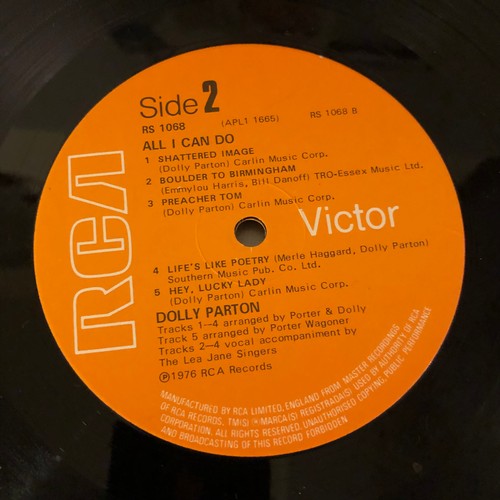 Side 2
RS 1068 (APL1 1665) RS 1068 B
ALL I CAN DO
1 SHATTERED IMAGE
(Dolly Parton) Carlin Music Corp.
2 BOULDER TO BIRMINGHAM
(Emmylou Harris, Bill Danoff) TRO-Essex Music Ltd.
3 PREACHER TOM
(Dolly Parton) Carlin Music Corp.
RCA Victor
4 LIFE'S LIKE POETRY (Merle Haggard, Dolly Parton)
Southern Music Pub. Co. Ltd.
5 HEY, LUCKY LADY
(Dolly Parton) Carlin Music Corp.
DOLLY PARTON
Tracks 1-4 arranged by Porter & Dolly
Track 5 arranged by Porter Wagoner
Tracks 2-4 vocal accompaniment by
The Lea Jane Singers
℗1976 RCA Records
MANUFACTURED BY RCA LIMITED, ENGLAND FROM MASTER RECORDINGS
OF RCA RECORDS. TM(S) ® MARCA(S) REGISTRADA(S) USED BY AUTHORITY OF RCA
CORPORATION. ALL RIGHTS RESERVED. UNAUTHORISED COPYING, PUBLIC PERFORMANCE
AND BROADCASTING OF THIS RECORD FORBIDDEN